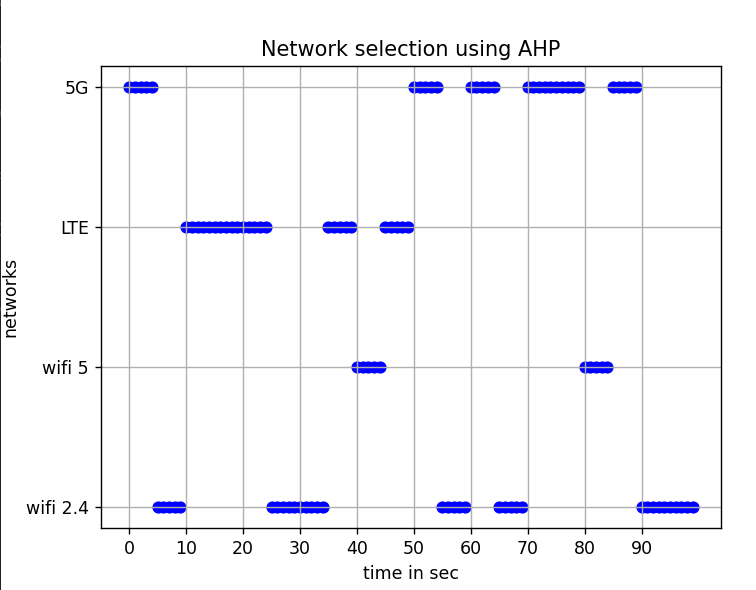 Network selection using AHP
5G
LTE
wifi 5
wifi 2.4
networks
0 10 20 30 40 50 60 70 80 90
time in sec